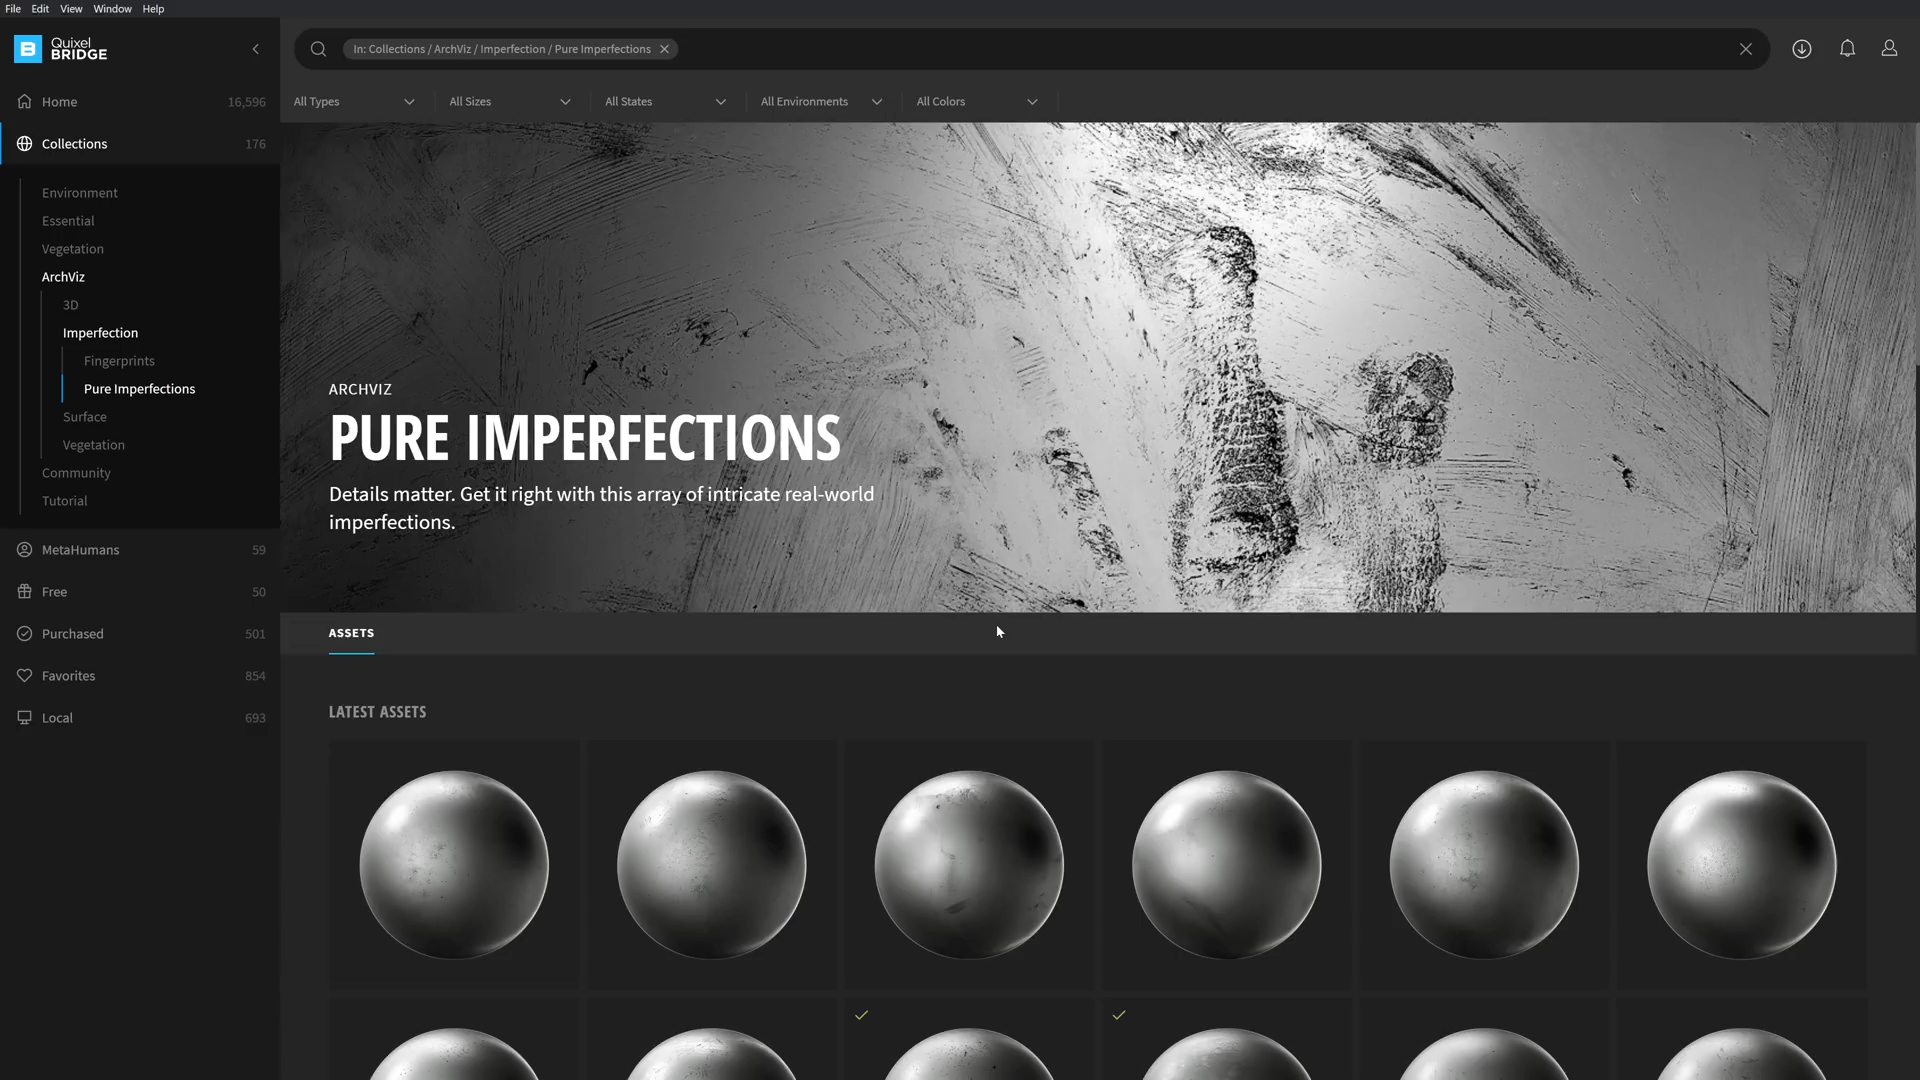 File Edit View Window Help
Quixel
BRIDGE
In: Collections / ArchViz / Imperfection / Pure Imperfections
Home 16,596
All Types All Sizes All States All Environments All Colors
Collections 176
Environment
Essential
Vegetation
ArchViz
3D
Imperfection
Fingerprints
Pure Imperfections
Surface
Vegetation
Community
Tutorial
MetaHumans 59
Free 50
Purchased 501
Favorites 854
Local 693
ARCHVIZ
PURE IMPERFECTIONS
Details matter. Get it right with this array of intricate real-world
imperfections.
ASSETS
LATEST ASSETS